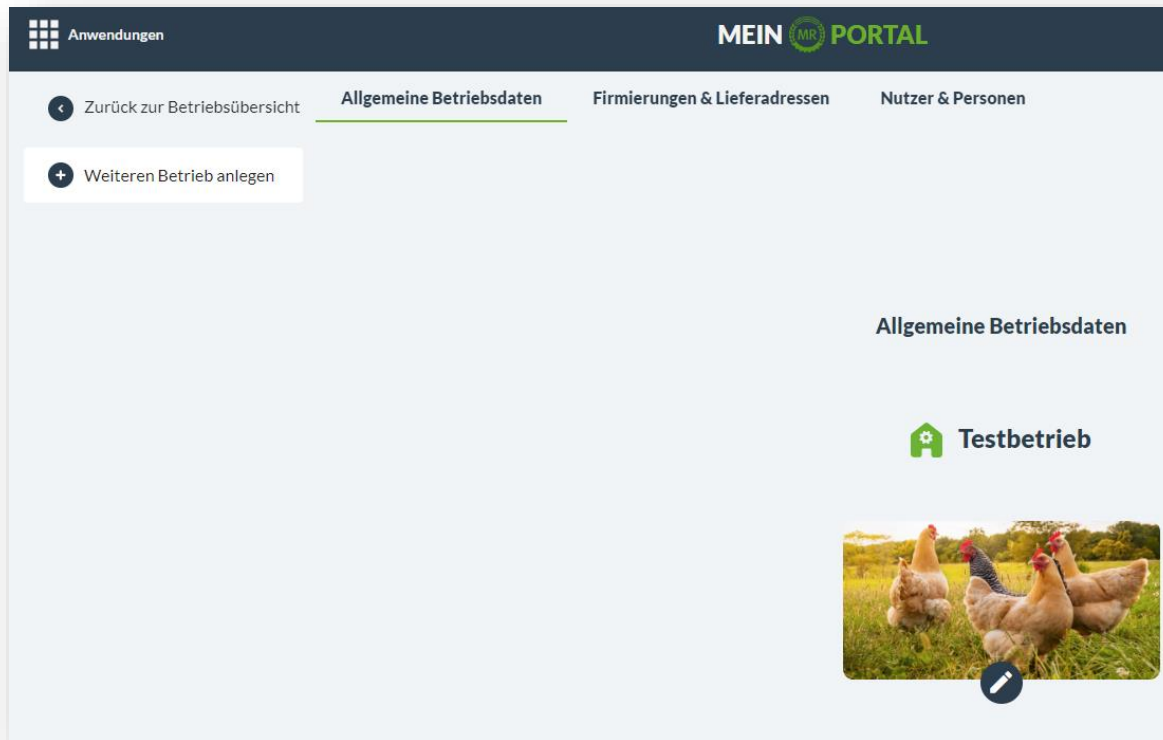 Anwendungen
MEIN MR PORTAL
Zurück zur Betriebsübersicht
Allgemeine Betriebsdaten
Firmierungen & Lieferadressen
Nutzer & Personen
Weiteren Betrieb anlegen
Allgemeine Betriebsdaten
Testbetrieb